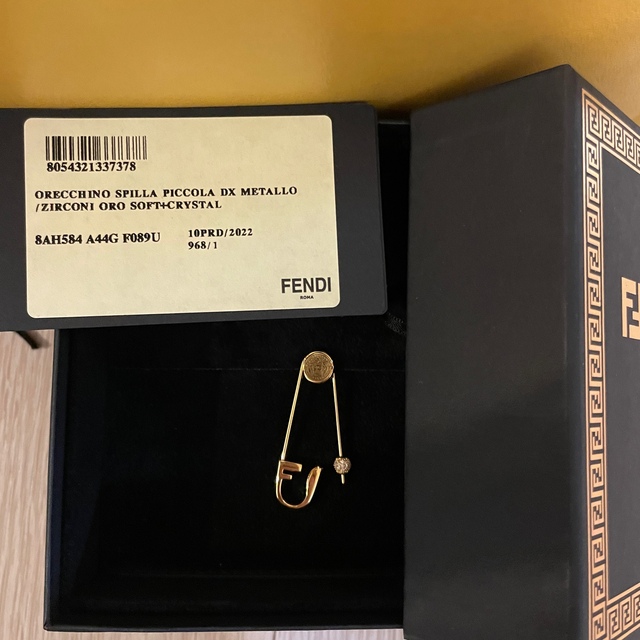 8054321337378
ORECCHINO SPILLA PICCOLA DX METALLO
/ZIRCONI ORO SOFT+CRYSTAL
8AH584 A44G F089U
10PRD/2022
968/1
FENDI
ROMA